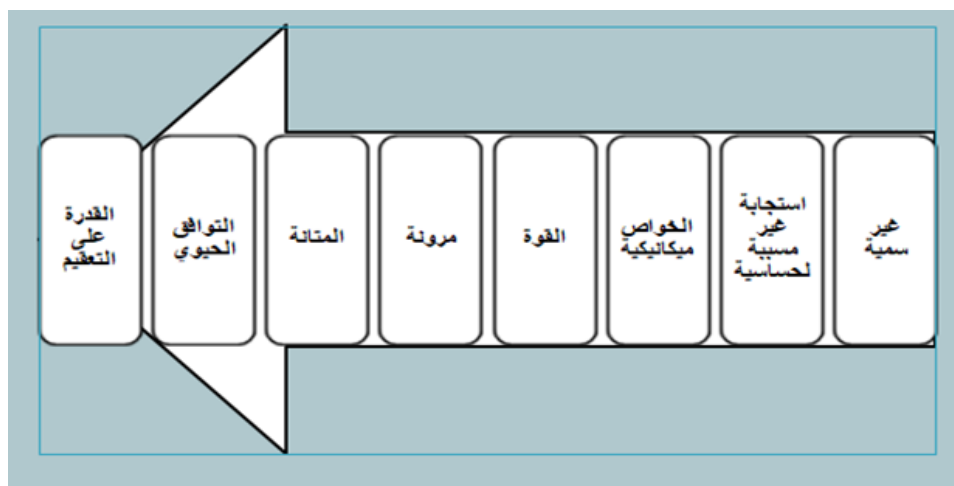 غير
سمية
استجابة
غير
مسببة
لحساسية
الخواص
ميكانيكية
القوة
مرونة
المتانة
التوافق
الحيوي
القدرة
على
التعقيم